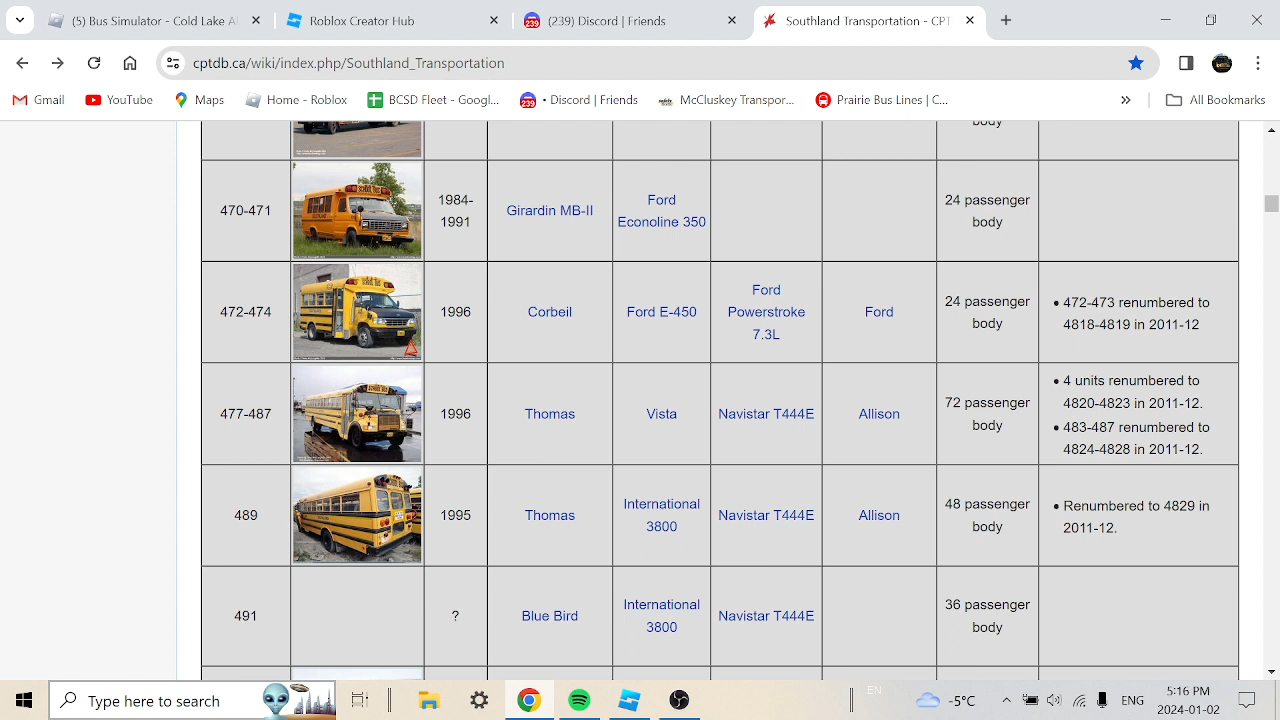 (5) Bus Simulator - Cold Lake A
Roblox Creator Hub
(239) Discord | Friends
Southland Transportation - CPT
cptdb.ca/wiki/index.php/Southland_Transportation
Gmail
YouTube
Maps
Home - Roblox
BCSD Fleet - Googl...
• Discord | Friends
McCluskey Transpor...
Prairie Bus Lines | C...
All Bookmarks
body
470-471
1984-
1991
Girardin MB-II
Ford
Econoline 350
24 passenger
body
472-474
1996
Corbeil
Ford E-450
Ford
Powerstroke
7.3L
Ford
24 passenger
body
• 472-473 renumbered to
4818-4819 in 2011-12
477-487
1996
Thomas
Vista
Navistar T444E
Allison
72 passenger
body
• 4 units renumbered to
4820-4823 in 2011-12.
• 483-487 renumbered to
4824-4828 in 2011-12.
489
1995
Thomas
International
3800
Navistar T444E
Allison
48 passenger
body
• Renumbered to 4829 in
2011-12.
491
?
Blue Bird
International
3800
Navistar T444E
36 passenger
body
Type here to search
EN
-5°C
ENG
5:16 PM
2024-01-02